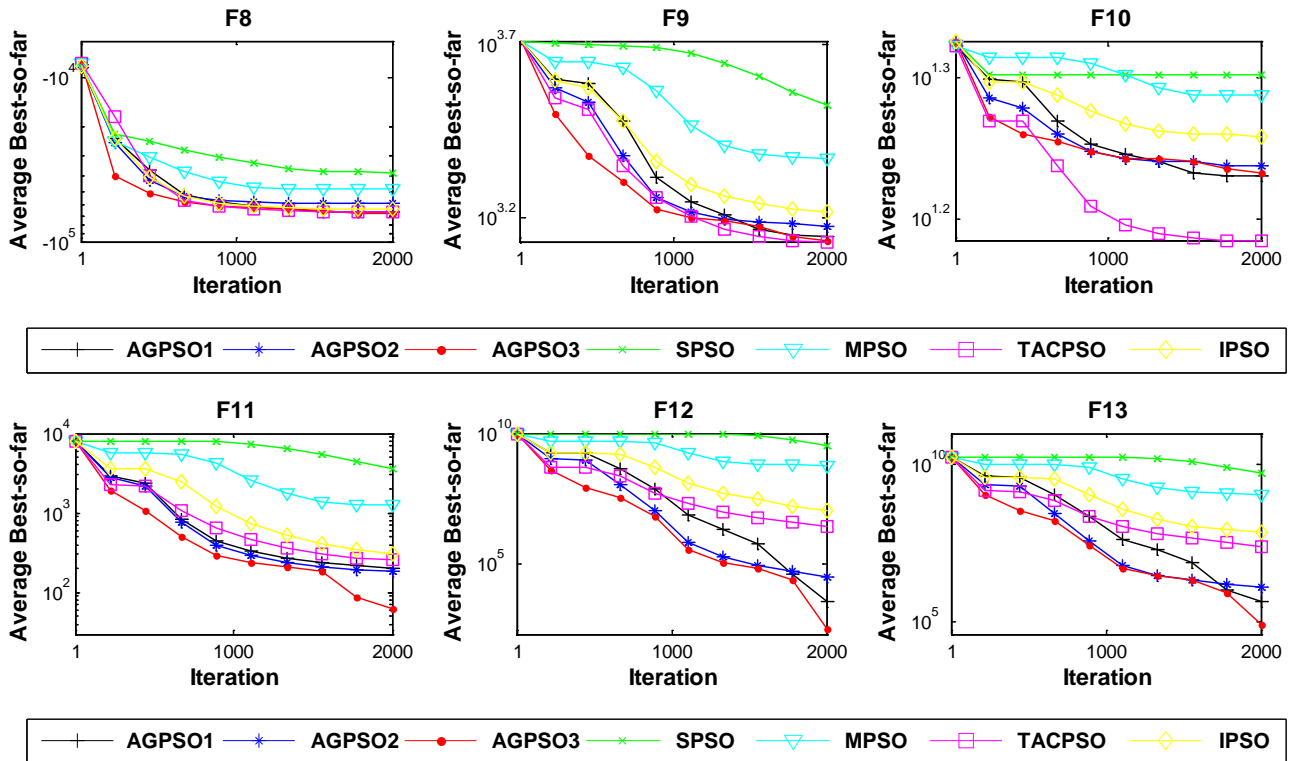 F8
Average Best-so-far
-10^4
-10^5
1
1000
2000
Iteration
F9
Average Best-so-far
10^3.7
10^3.2
1
1000
2000
Iteration
F10
Average Best-so-far
10^1.3
10^1.2
1
1000
2000
Iteration
AGPSO1 AGPSO2 AGPSO3 SPSO MPSO TACPSO IPSO
F11
Average Best-so-far
10^4
10^3
10^2
1
1000
2000
Iteration
F12
Average Best-so-far
10^10
10^5
1
1000
2000
Iteration
F13
Average Best-so-far
10^10
10^5
1
1000
2000
Iteration
AGPSO1 AGPSO2 AGPSO3 SPSO MPSO TACPSO IPSO